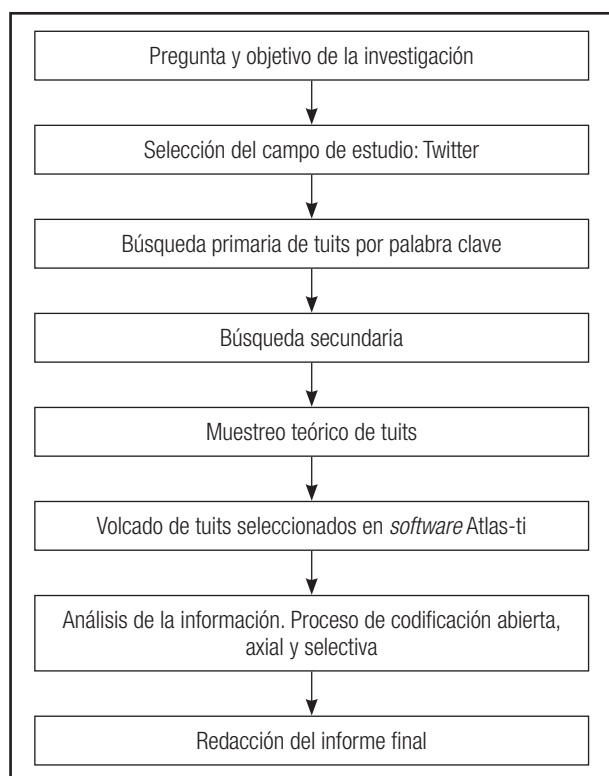 Pregunta y objetivo de la investigación
Selección del campo de estudio: Twitter
Búsqueda primaria de tuits por palabra clave
Búsqueda secundaria
Muestreo teórico de tuits
Volcado de tuits seleccionados en software Atlas-ti
Análisis de la información. Proceso de codificación abierta,
axial y selectiva
Redacción del informe final